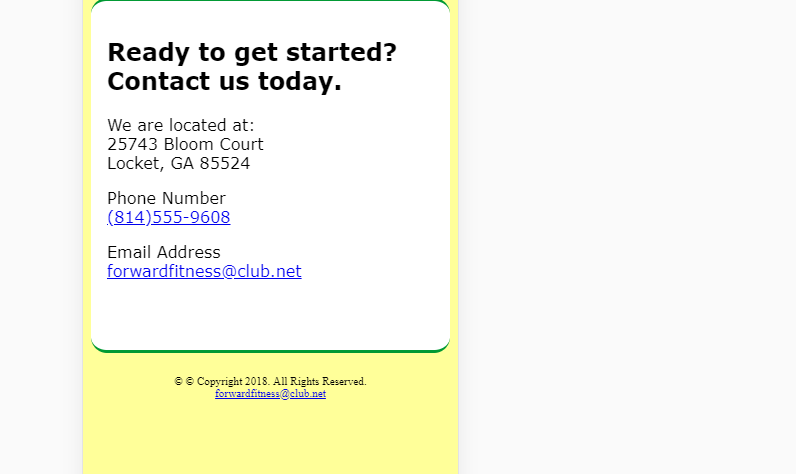 Ready to get started?
Contact us today.
We are located at:
25743 Bloom Court
Locket, GA 85524
Phone Number
(814)555-9608
Email Address
forwardfitness@club.net
© © Copyright 2018. All Rights Reserved.
forwardfitness@club.net